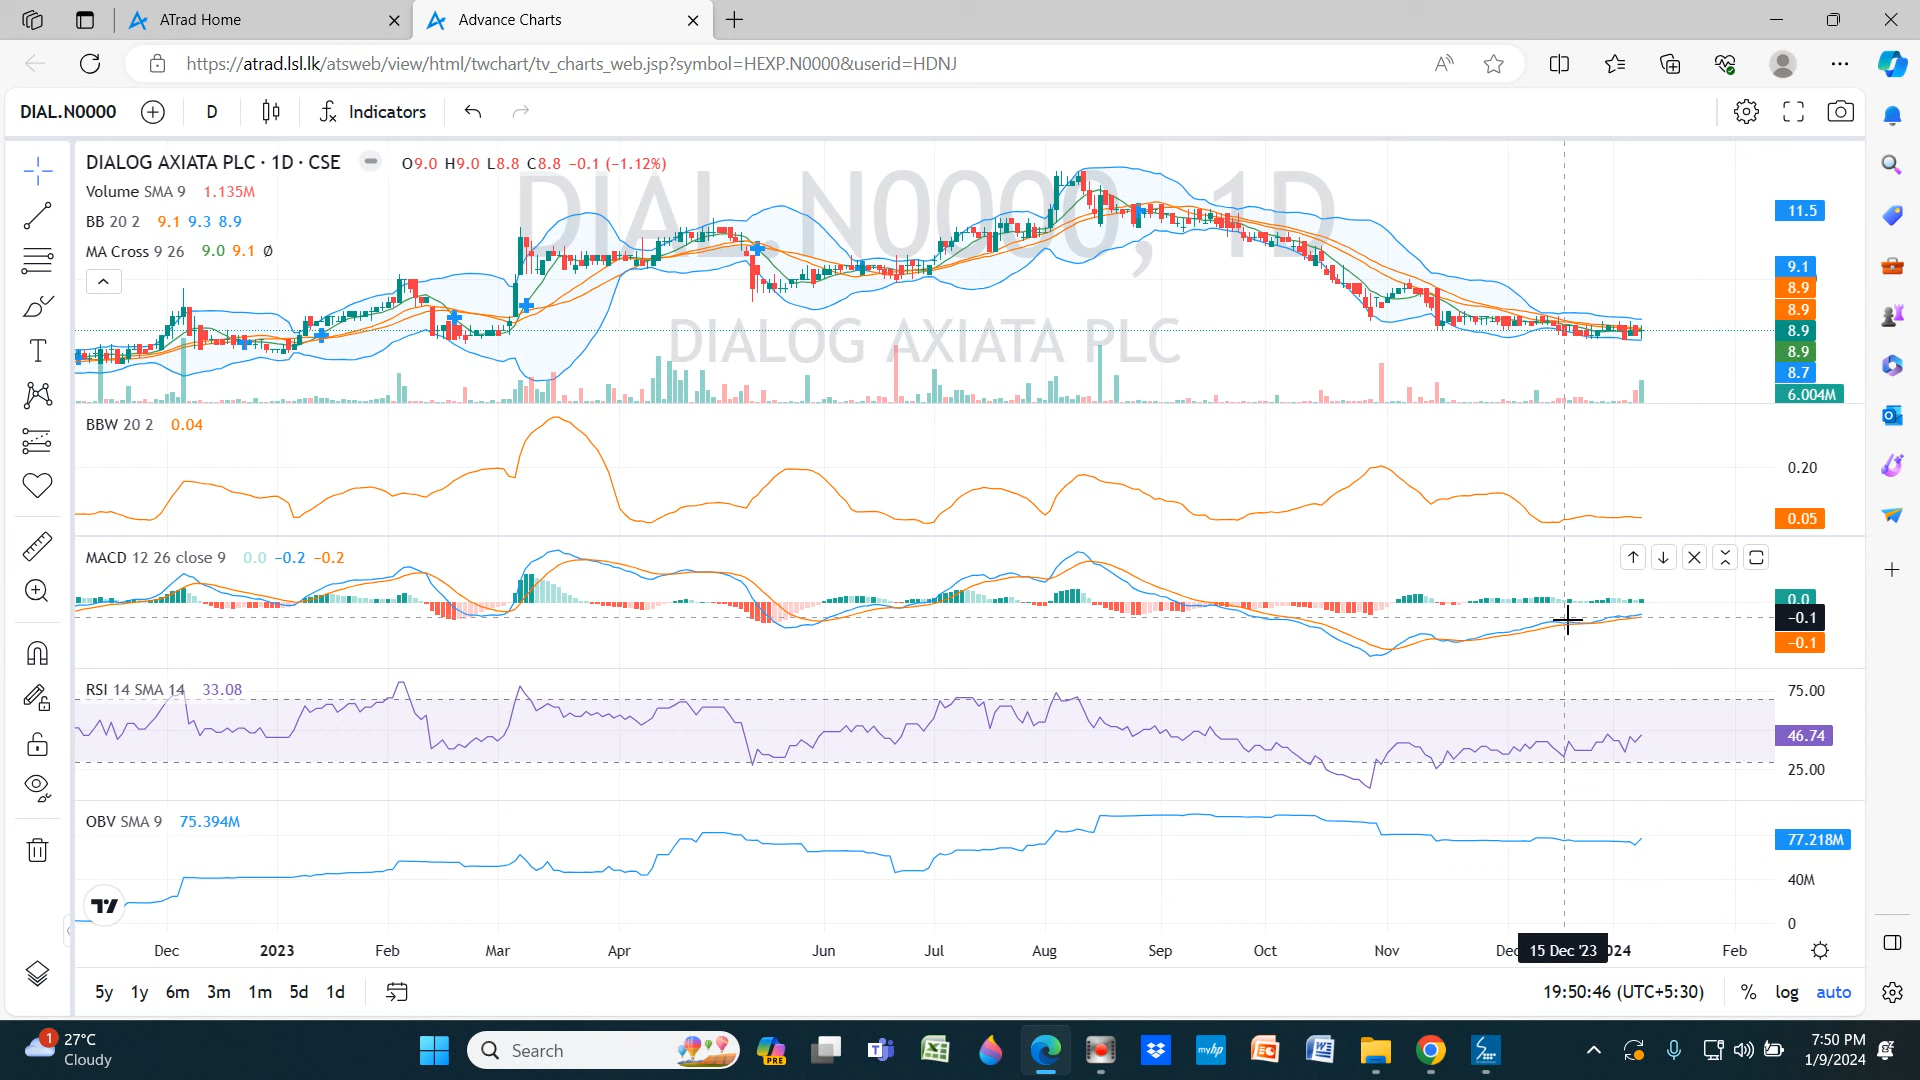 ATrad Home
Advance Charts
https://atrad.lsl.lk/atsweb/view/html/twchart/tv_charts_web.jsp?symbol=HEXP.N0000&userid=HDNJ
DIAL.N0000
D
Indicators
DIAL.N0000, 1D
DIALOG AXIATA PLC
DIALOG AXIATA PLC · 1D · CSE
O9.0 H9.0 L8.8 C8.8 −0.1 (−1.12%)
Volume SMA 9 1.135M
BB 20 2 9.1 9.3 8.9
MA Cross 9 26 9.0 9.1 Ø
11.5
9.1
8.9
8.9
8.9
8.9
8.7
6.004M
BBW 20 2 0.04
0.20
0.05
MACD 12 26 close 9 0.0 −0.2 −0.2
0.0
−0.1
−0.1
RSI 14 SMA 14 33.08
75.00
46.74
25.00
OBV SMA 9 75.394M
77.218M
40M
0
Dec 2023 Feb Mar Apr Jun Jul Aug Sep Oct Nov Dec 15 Dec '23 024 Feb
5y 1y 6m 3m 1m 5d 1d
19:50:46 (UTC+5:30) % log auto
1
27°C
Cloudy
Search
PRE
myhp
7:50 PM
1/9/2024